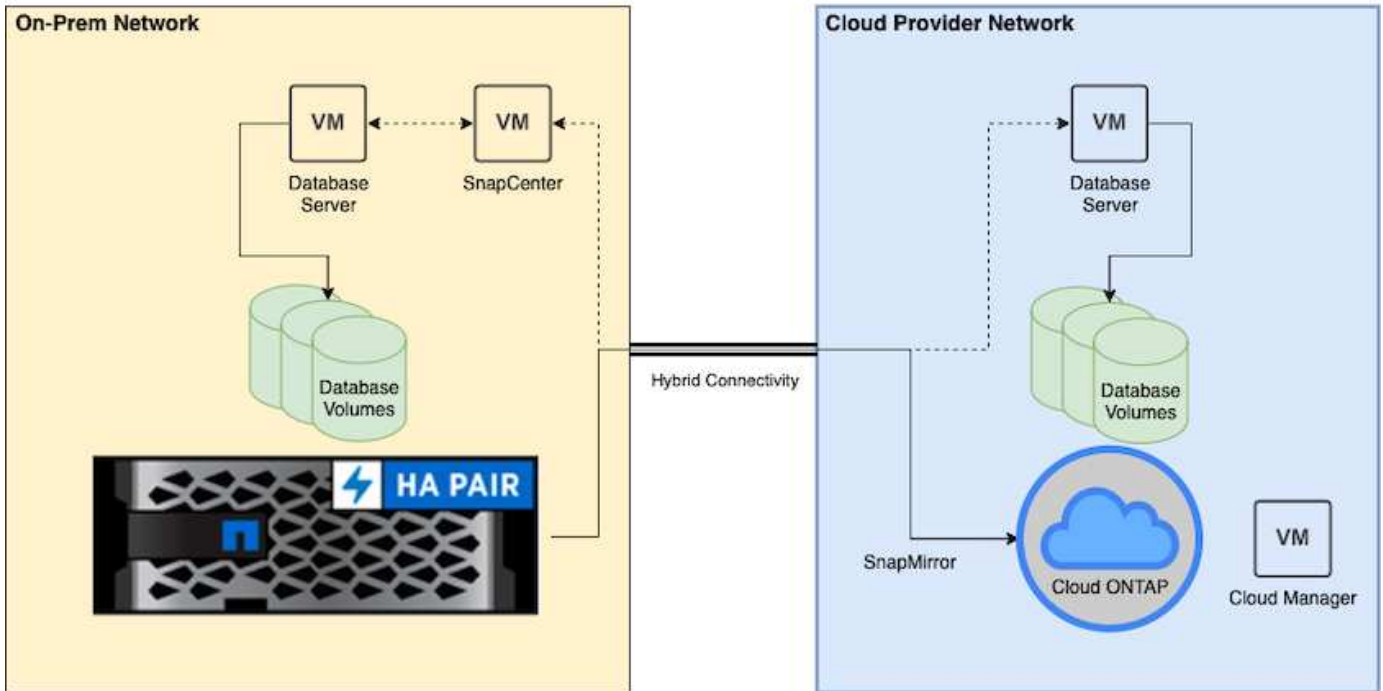 On-Prem Network
VM
VM
Database
Server
SnapCenter
Database
Volumes
HA PAIR
Hybrid Connectivity
Cloud Provider Network
VM
Database
Server
Database
Volumes
SnapMirror
Cloud ONTAP
VM
Cloud Manager